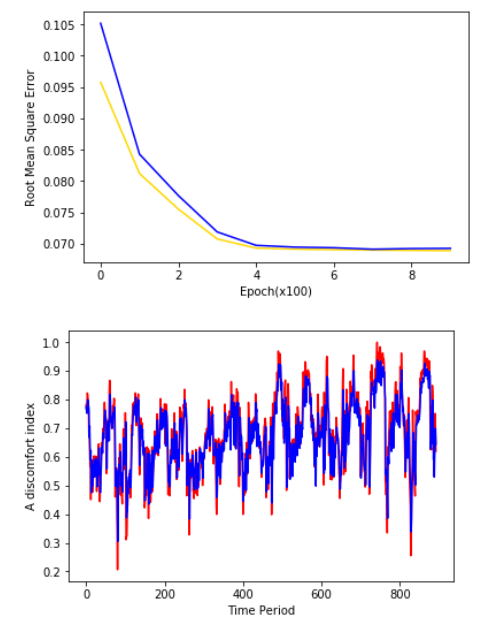 0.105
0.100
0.095
0.090
0.085
0.080
0.075
0.070
Root Mean Square Error
0 2 4 6 8
Epoch(x100)
1.0
0.9
0.8
0.7
0.6
0.5
0.4
0.3
0.2
A discomfort index
0 200 400 600 800
Time Period